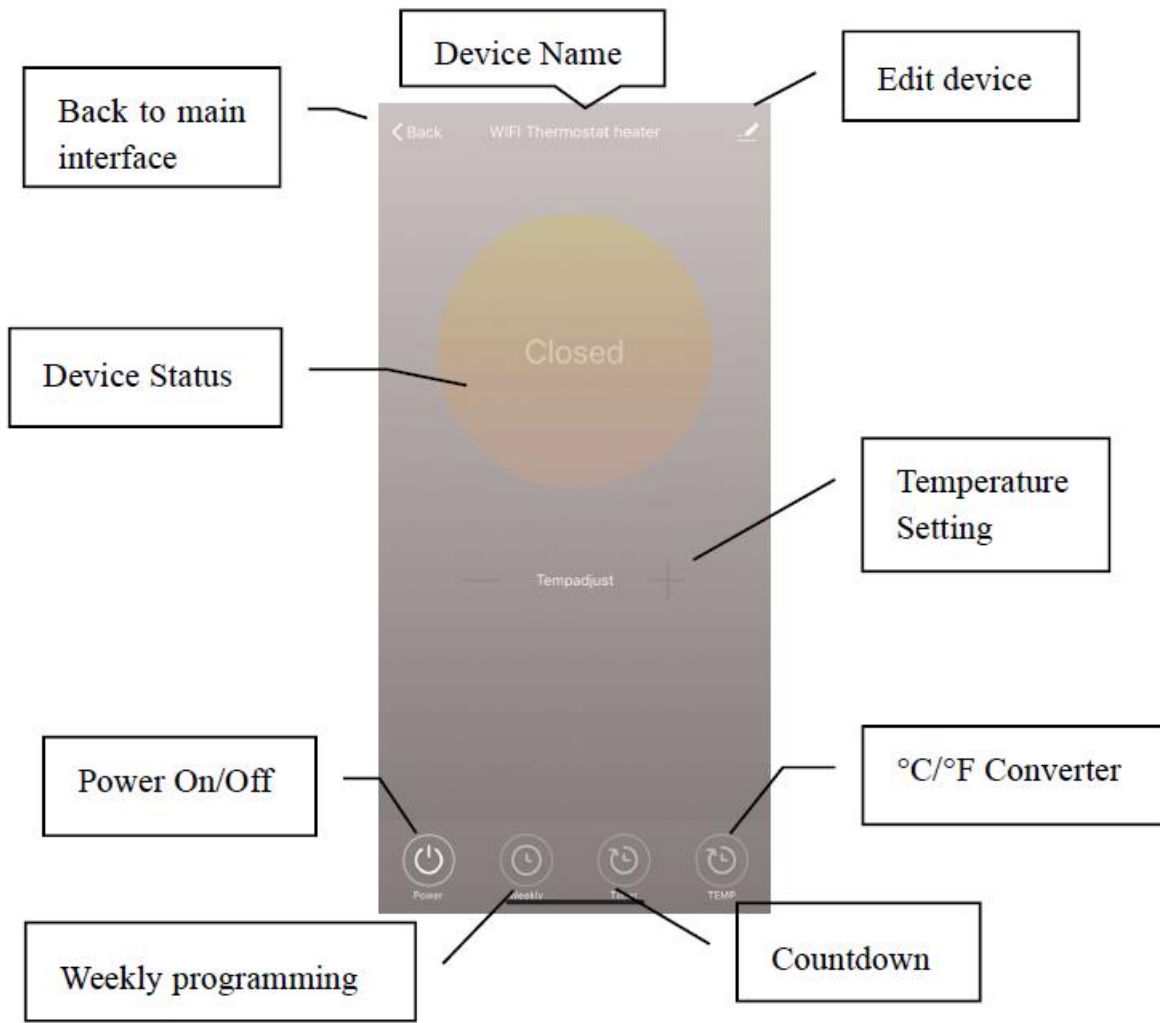 Device Name
Edit device
Back to main
interface
Back
WIFI Thermostat heater
Closed
Device Status
Temperature
Setting
Tempadjust
Power On/Off
°C/°F Converter
Power
Weekly
Timer
TEMP
Weekly programming
Countdown